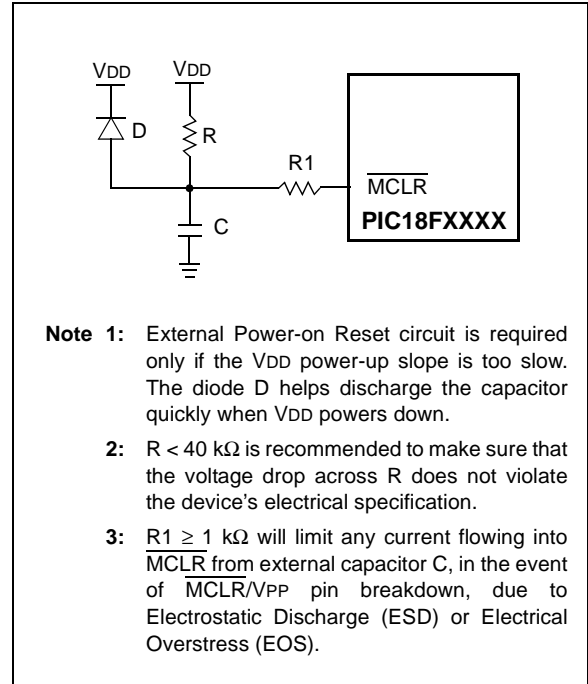 VDD VDD
D
R
R1
MCLR
PIC18FXXXX
C
Note 1: External Power-on Reset circuit is required
only if the VDD power-up slope is too slow.
The diode D helps discharge the capacitor
quickly when VDD powers down.
2: R < 40 kΩ is recommended to make sure that
the voltage drop across R does not violate
the device's electrical specification.
3: R1 ≥ 1 kΩ will limit any current flowing into
MCLR from external capacitor C, in the event
of MCLR/VPP pin breakdown, due to
Electrostatic Discharge (ESD) or Electrical
Overstress (EOS).